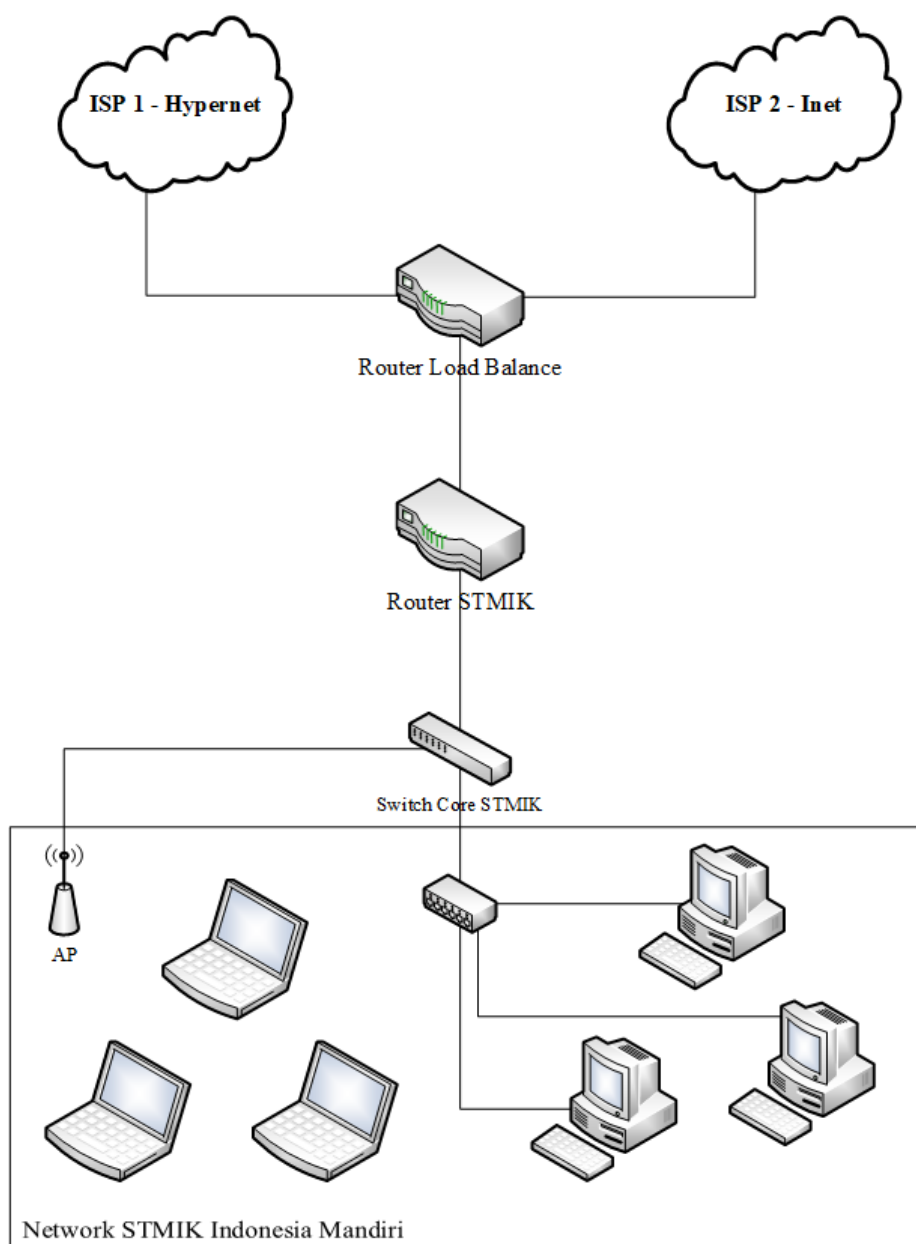 ISP 1 - Hypernet
ISP 2 - Inet
Router Load Balance
Router STMIK
Switch Core STMIK
AP
Network STMIK Indonesia Mandiri